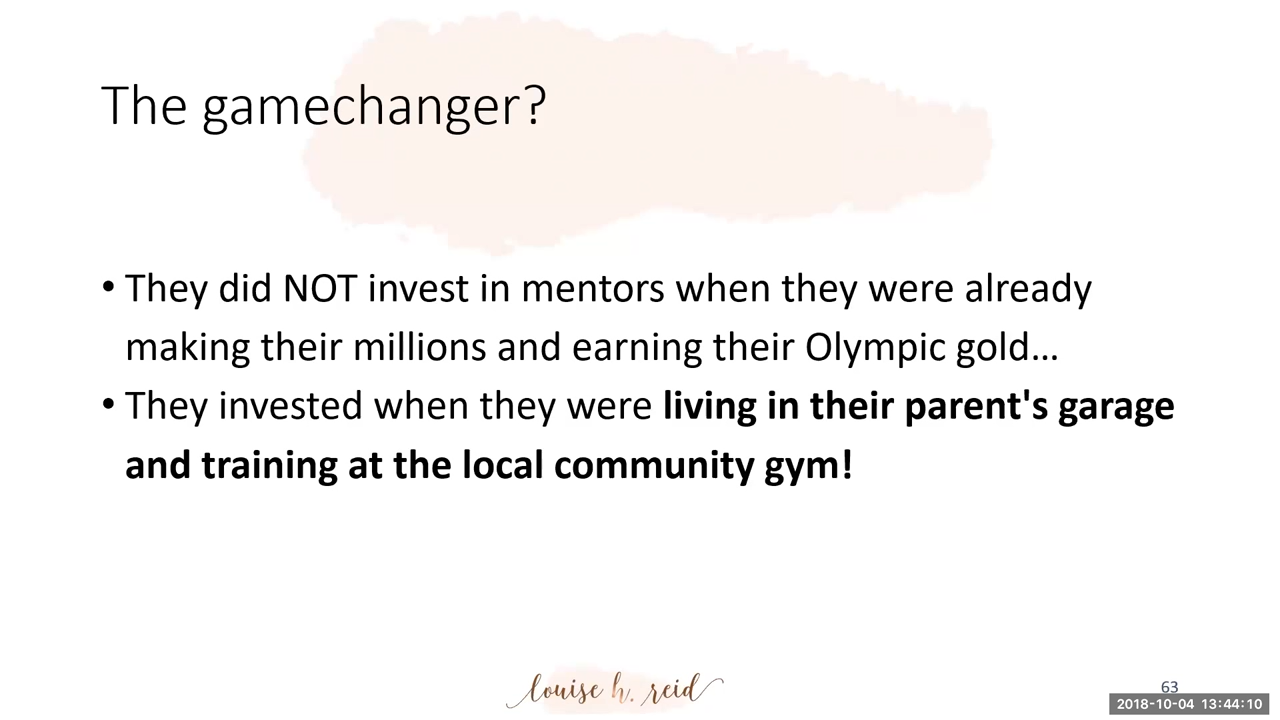 The gamechanger?
• They did NOT invest in mentors when they were already
making their millions and earning their Olympic gold...
• They invested when they were living in their parent's garage
and training at the local community gym!
louise h. reid
63
2018-10-04 13:44:10